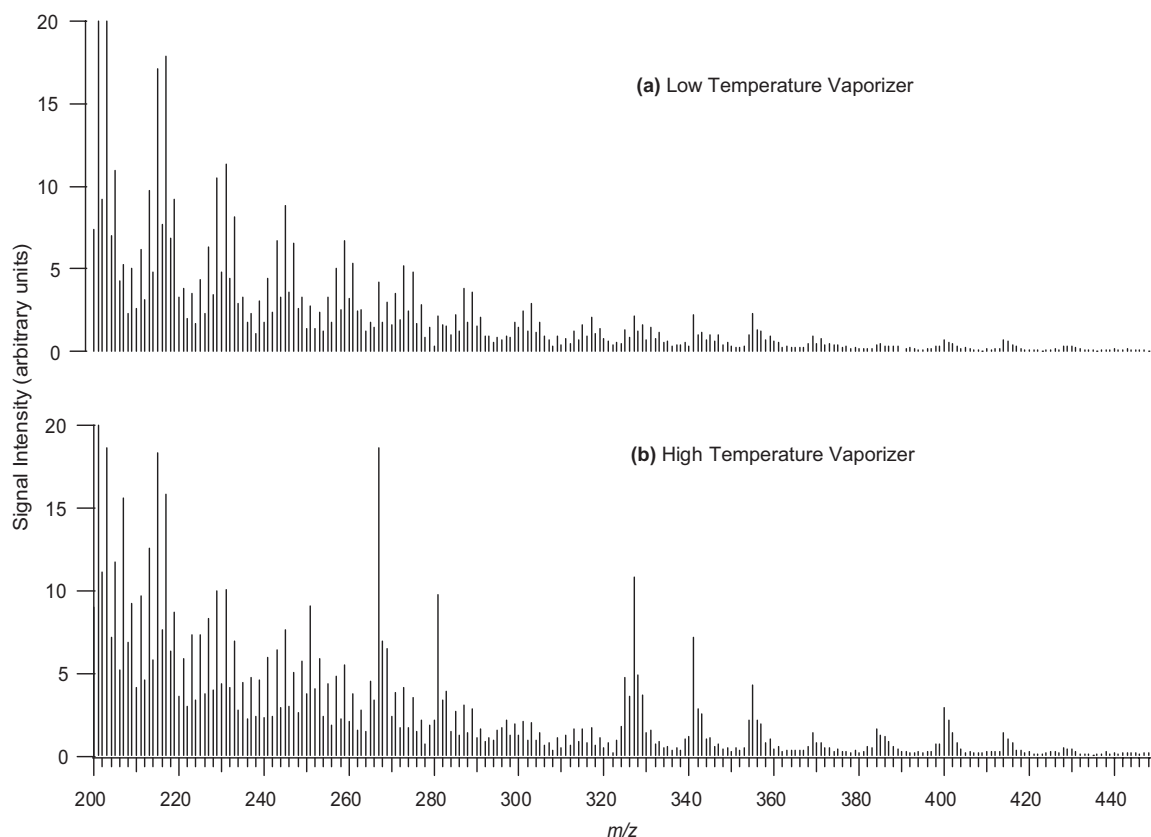 20
(a) Low Temperature Vaporizer
15
10
5
0
Signal Intensity (arbitrary units)
20
(b) High Temperature Vaporizer
15
10
5
0
200 220 240 260 280 300 320 340 360 380 400 420 440
m/z